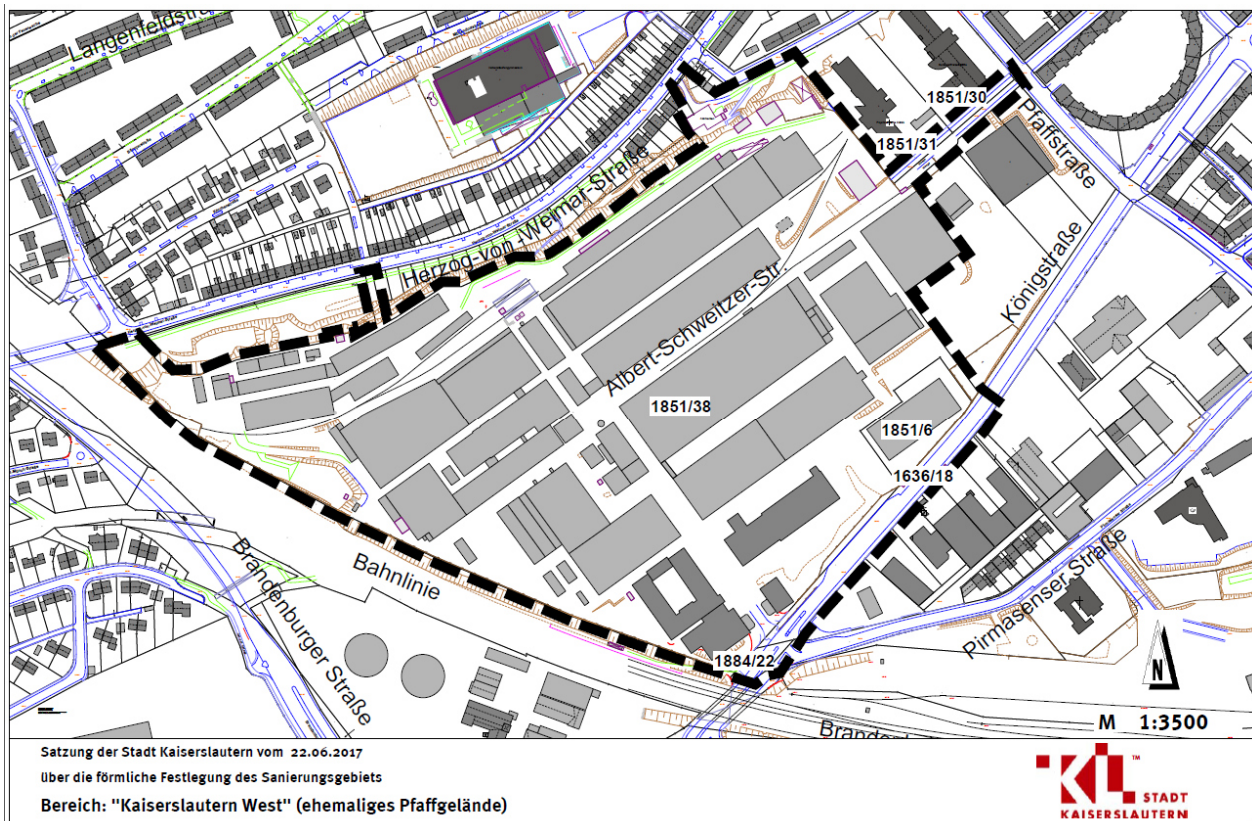 Langenfeldstraß
1851/30
Pfaffstraße
1851/31
Herzog-von-Weimar-Straße
Königstraße
Albert-Schweitzer-Str.
1851/38
1851/6
1636/18
Brandenburger Straße
Bahnlinie
Pirmasenser Straße
1884/22
N
M 1:3500
Satzung der Stadt Kaiserslautern vom 22.06.2017
über die förmliche Festlegung des Sanierungsgebiets
Bereich: "Kaiserslautern West" (ehemaliges Pfaffgelände)
KL™
STADT
KAISERSLAUTERN